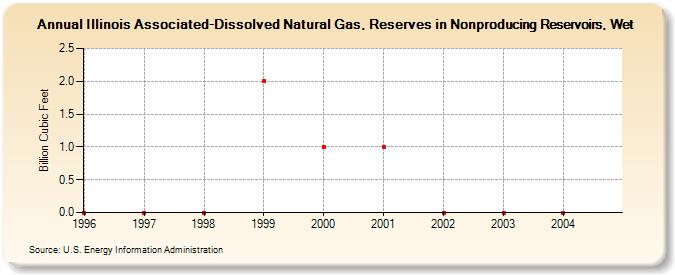 Annual Illinois Associated-Dissolved Natural Gas, Reserves in Nonproducing Reservoirs, Wet
Billion Cubic Feet
2.5
2.0
1.5
1.0
0.5
0.0
1996 1997 1998 1999 2000 2001 2002 2003 2004
Source: U.S. Energy Information Administration